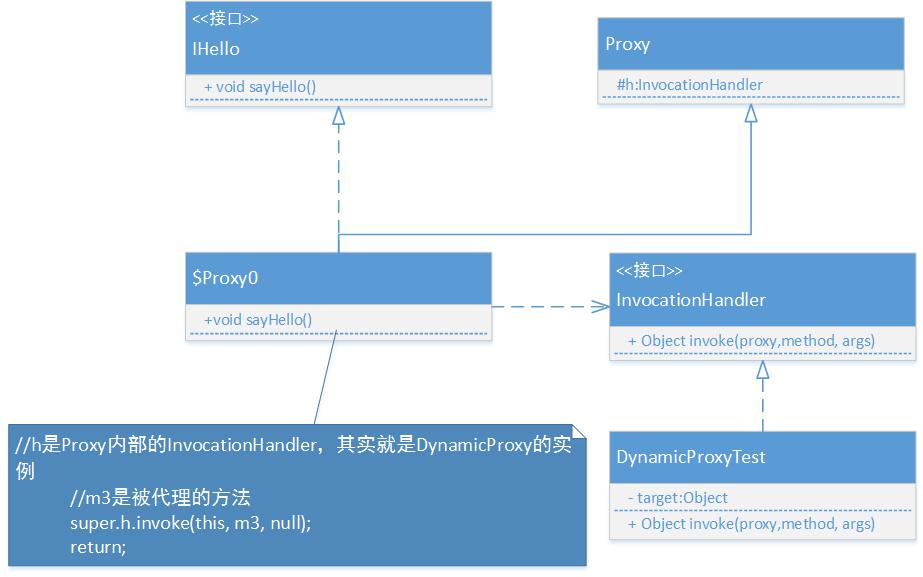 <<接口>>
IHello
+ void sayHello()
Proxy
#h:InvocationHandler
$Proxy0
+void sayHello()
<<接口>>
InvocationHandler
+ Object invoke(proxy,method, args)
//h是Proxy内部的InvocationHandler，其实就是DynamicProxy的实
例
//m3是被代理的方法
super.h.invoke(this, m3, null);
return;
DynamicProxyTest
- target:Object
+ Object invoke(proxy,method, args)